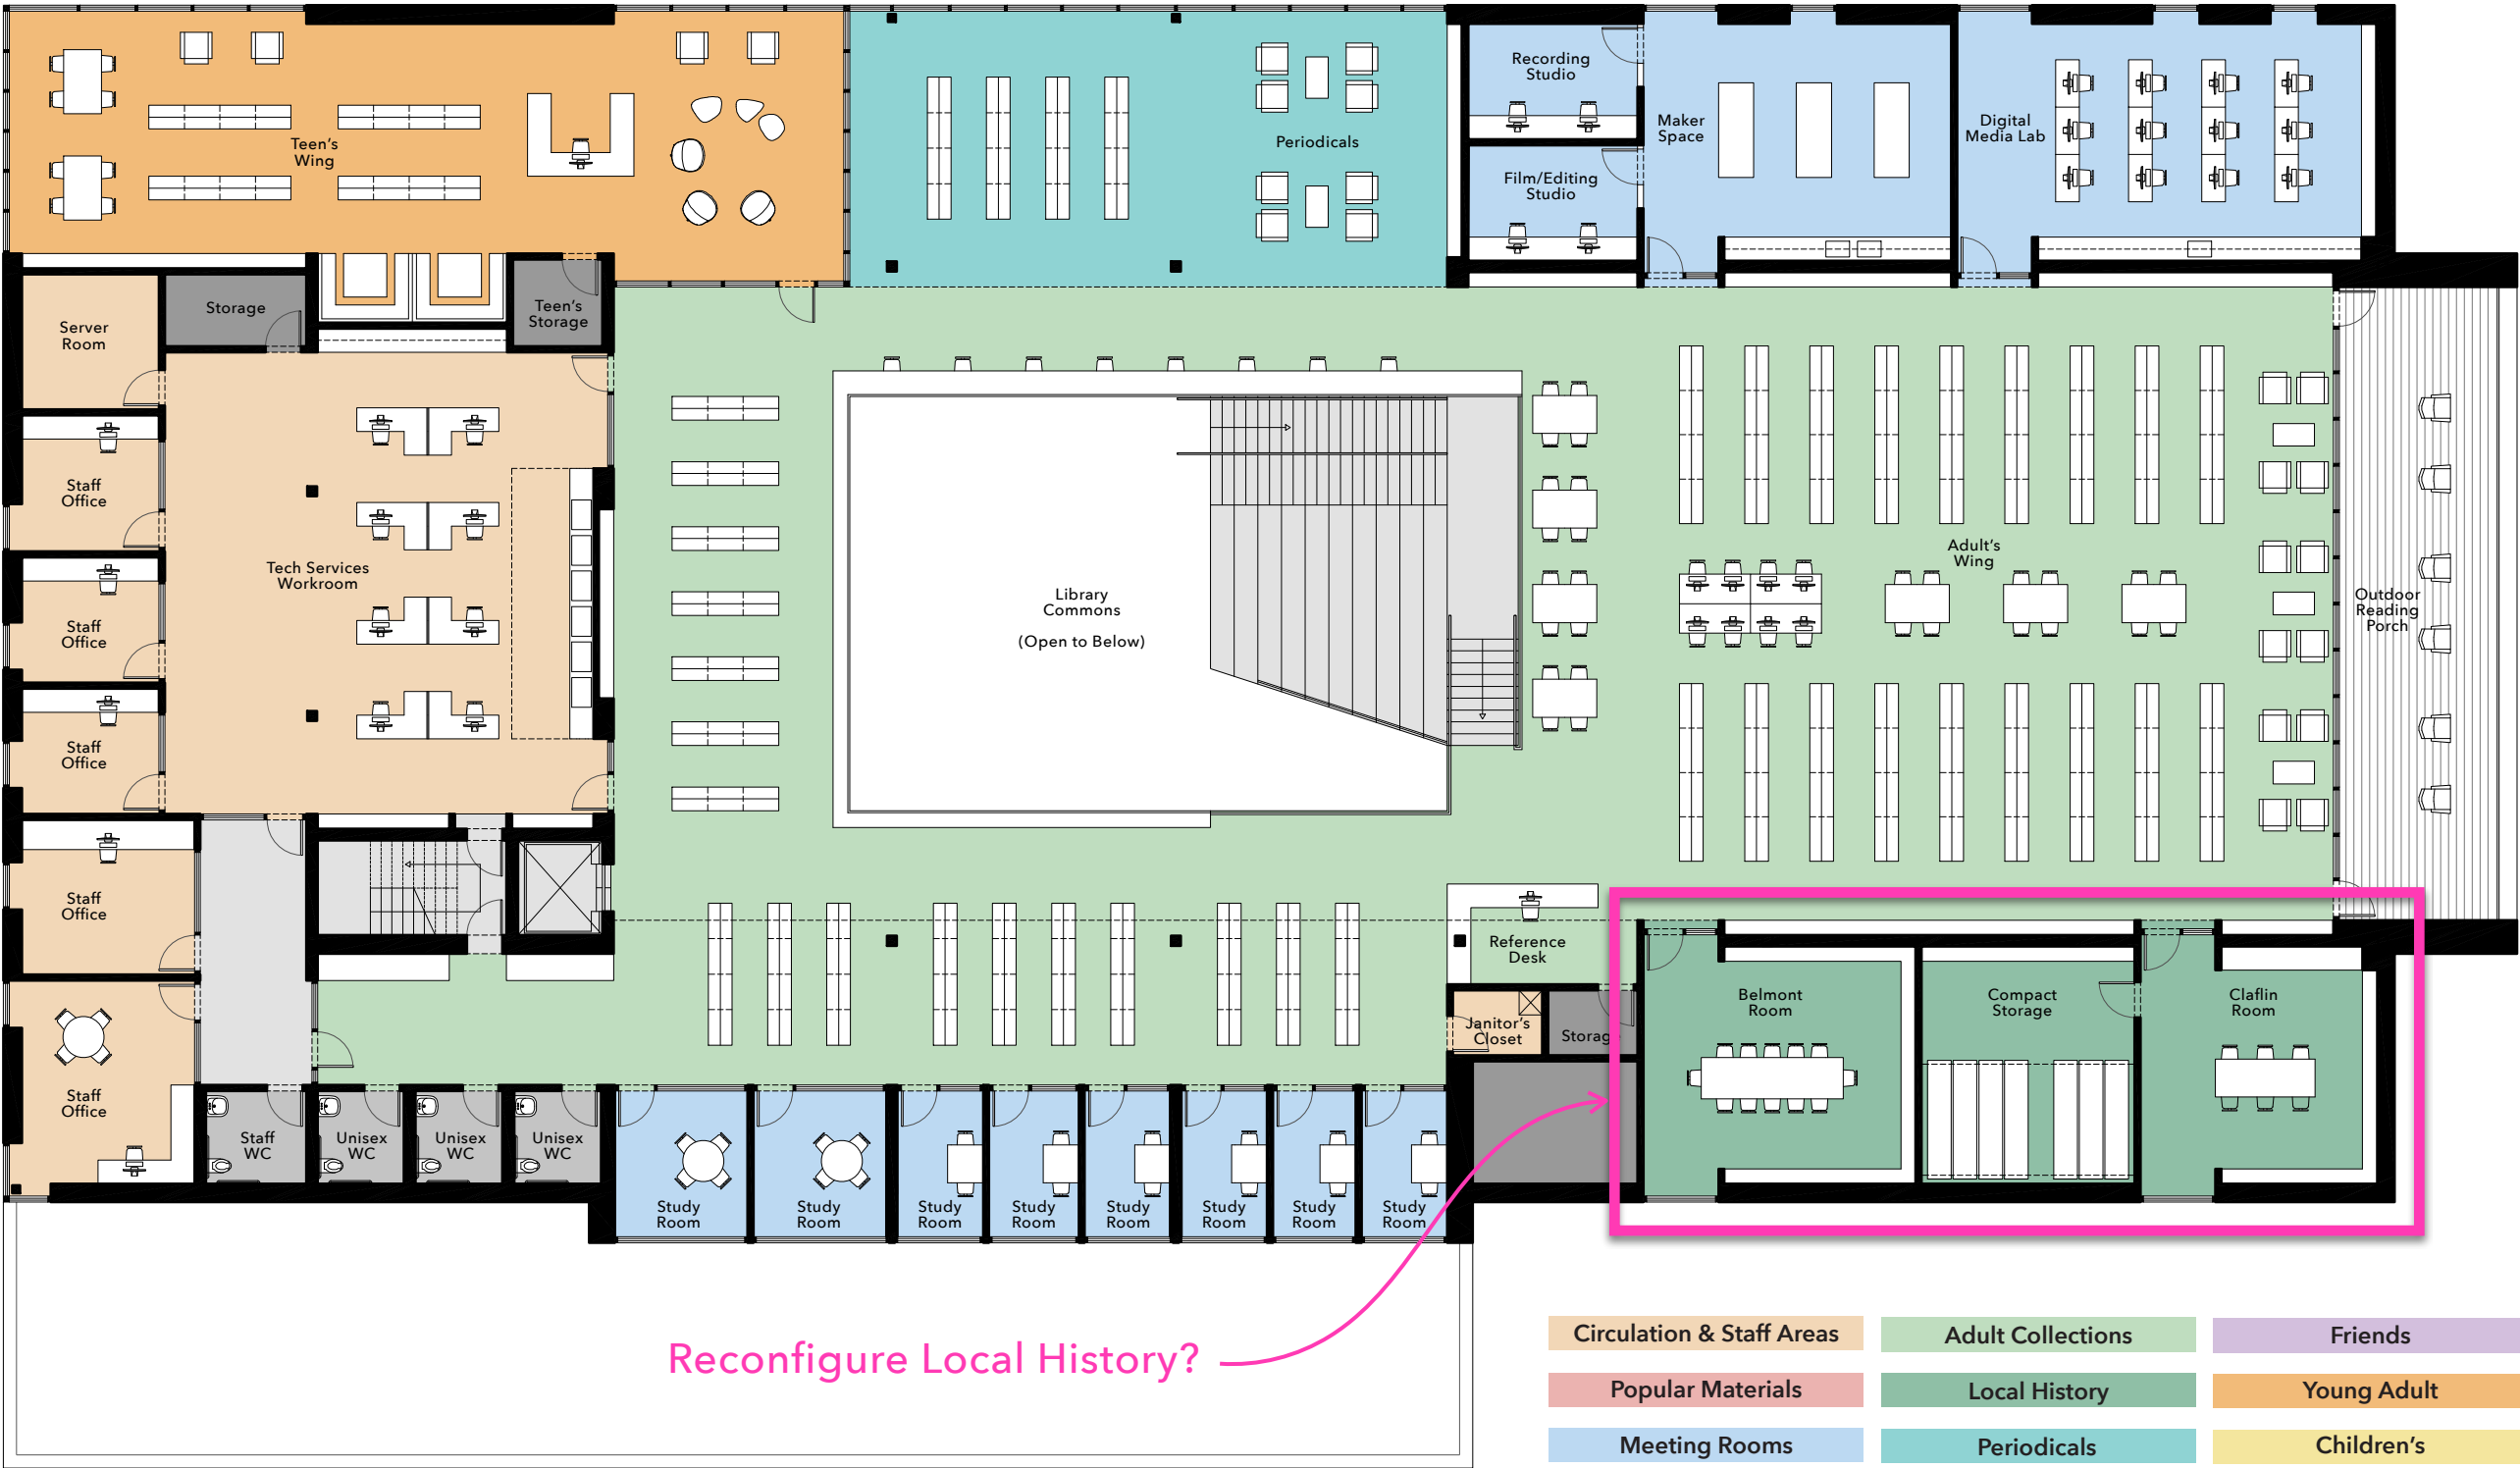 Recording
Studio
Maker
Space
Digital
Media Lab
Teen's
Wing
Periodicals
Film/Editing
Studio
Storage
Teen's
Storage
Server
Room
Staff
Office
Tech Services
Workroom
Adult's
Wing
Library
Commons
(Open to Below)
Outdoor
Reading
Porch
Staff
Office
Staff
Office
Staff
Office
Reference
Desk
Belmont
Room
Compact
Storage
Claflin
Room
Janitor's
Closet
Storage
Staff
Office
Staff
WC
Unisex
WC
Unisex
WC
Unisex
WC
Study
Room
Study
Room
Study
Room
Study
Room
Study
Room
Study
Room
Study
Room
Study
Room
Reconfigure Local History?
Circulation & Staff Areas
Adult Collections
Friends
Popular Materials
Local History
Young Adult
Meeting Rooms
Periodicals
Children's